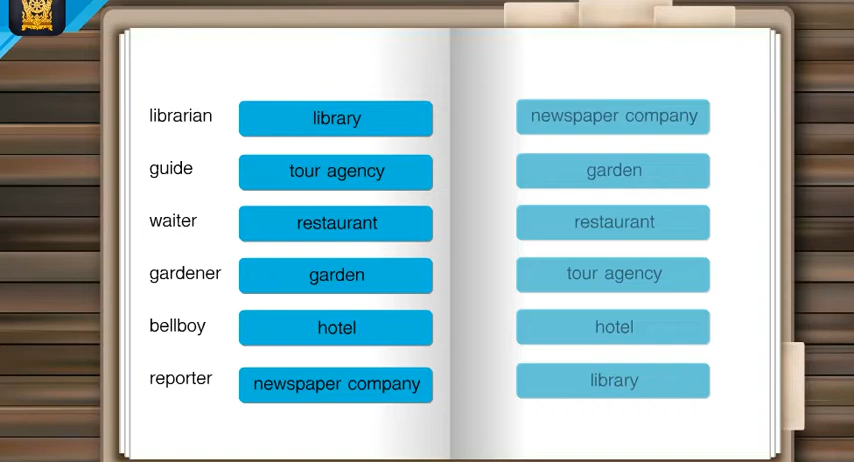 librarian library newspaper company
guide tour agency garden
waiter restaurant restaurant
gardener garden tour agency
bellboy hotel hotel
reporter newspaper company library